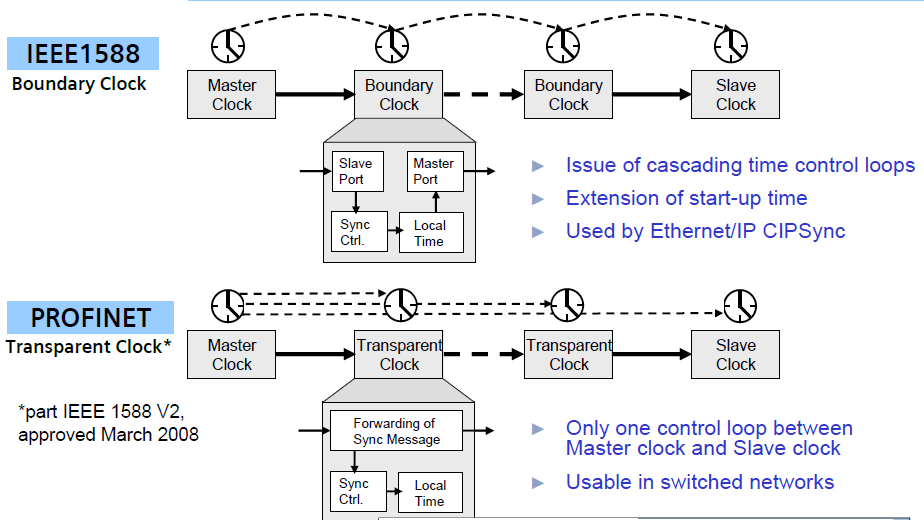 IEEE1588
Boundary Clock
Master
Clock
Boundary
Clock
Boundary
Clock
Slave
Clock
Slave
Port
Master
Port
Sync
Ctrl.
Local
Time
Issue of cascading time control loops
Extension of start-up time
Used by Ethernet/IP CIPSync
PROFINET
Transparent Clock*
Master
Clock
Transparent
Clock
Transparent
Clock
Slave
Clock
*part IEEE 1588 V2,
approved March 2008
Forwarding of
Sync Message
Sync
Ctrl.
Local
Time
Only one control loop between
Master clock and Slave clock
Usable in switched networks